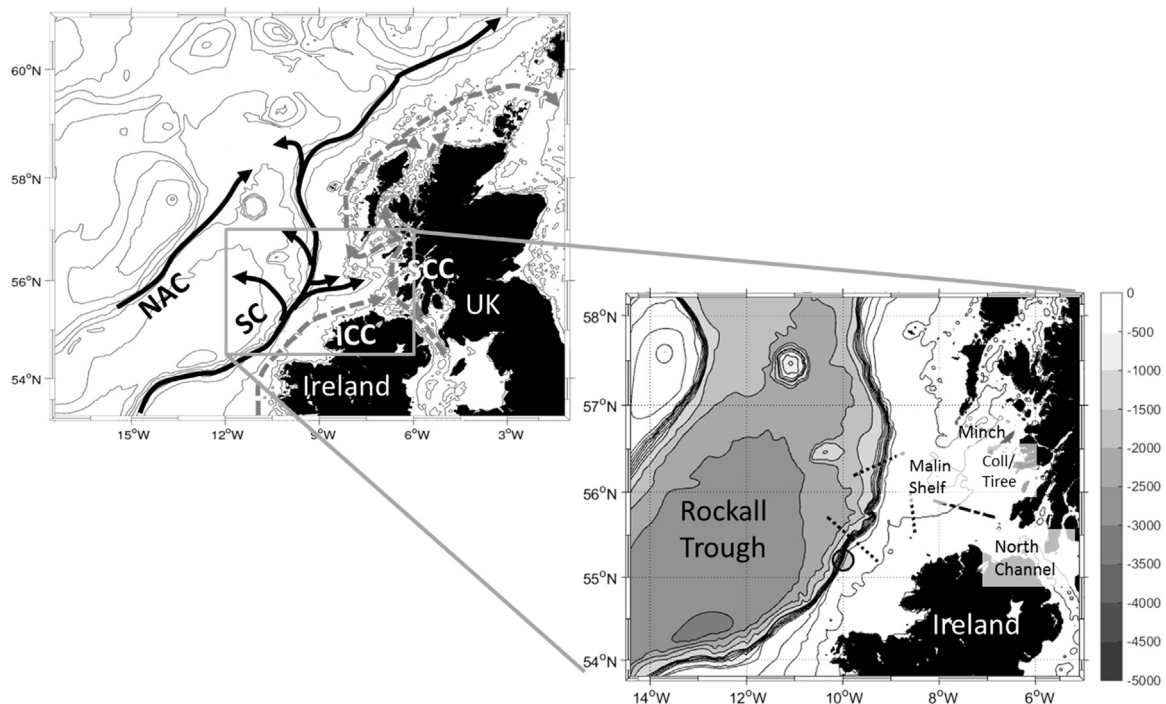 60°N
58°N
56°N
54°N
15°W
12°W
9°W
6°W
3°W
NAC
SC
ICC
SCC
UK
Ireland
58°N
57°N
56°N
55°N
54°N
14°W
12°W
10°W
8°W
6°W
Rockall
Trough
Malin
Shelf
Minch
Coll/
Tiree
North
Channel
Ireland
0
-500
-1000
-1500
-2000
-2500
-3000
-3500
-4000
-4500
-5000